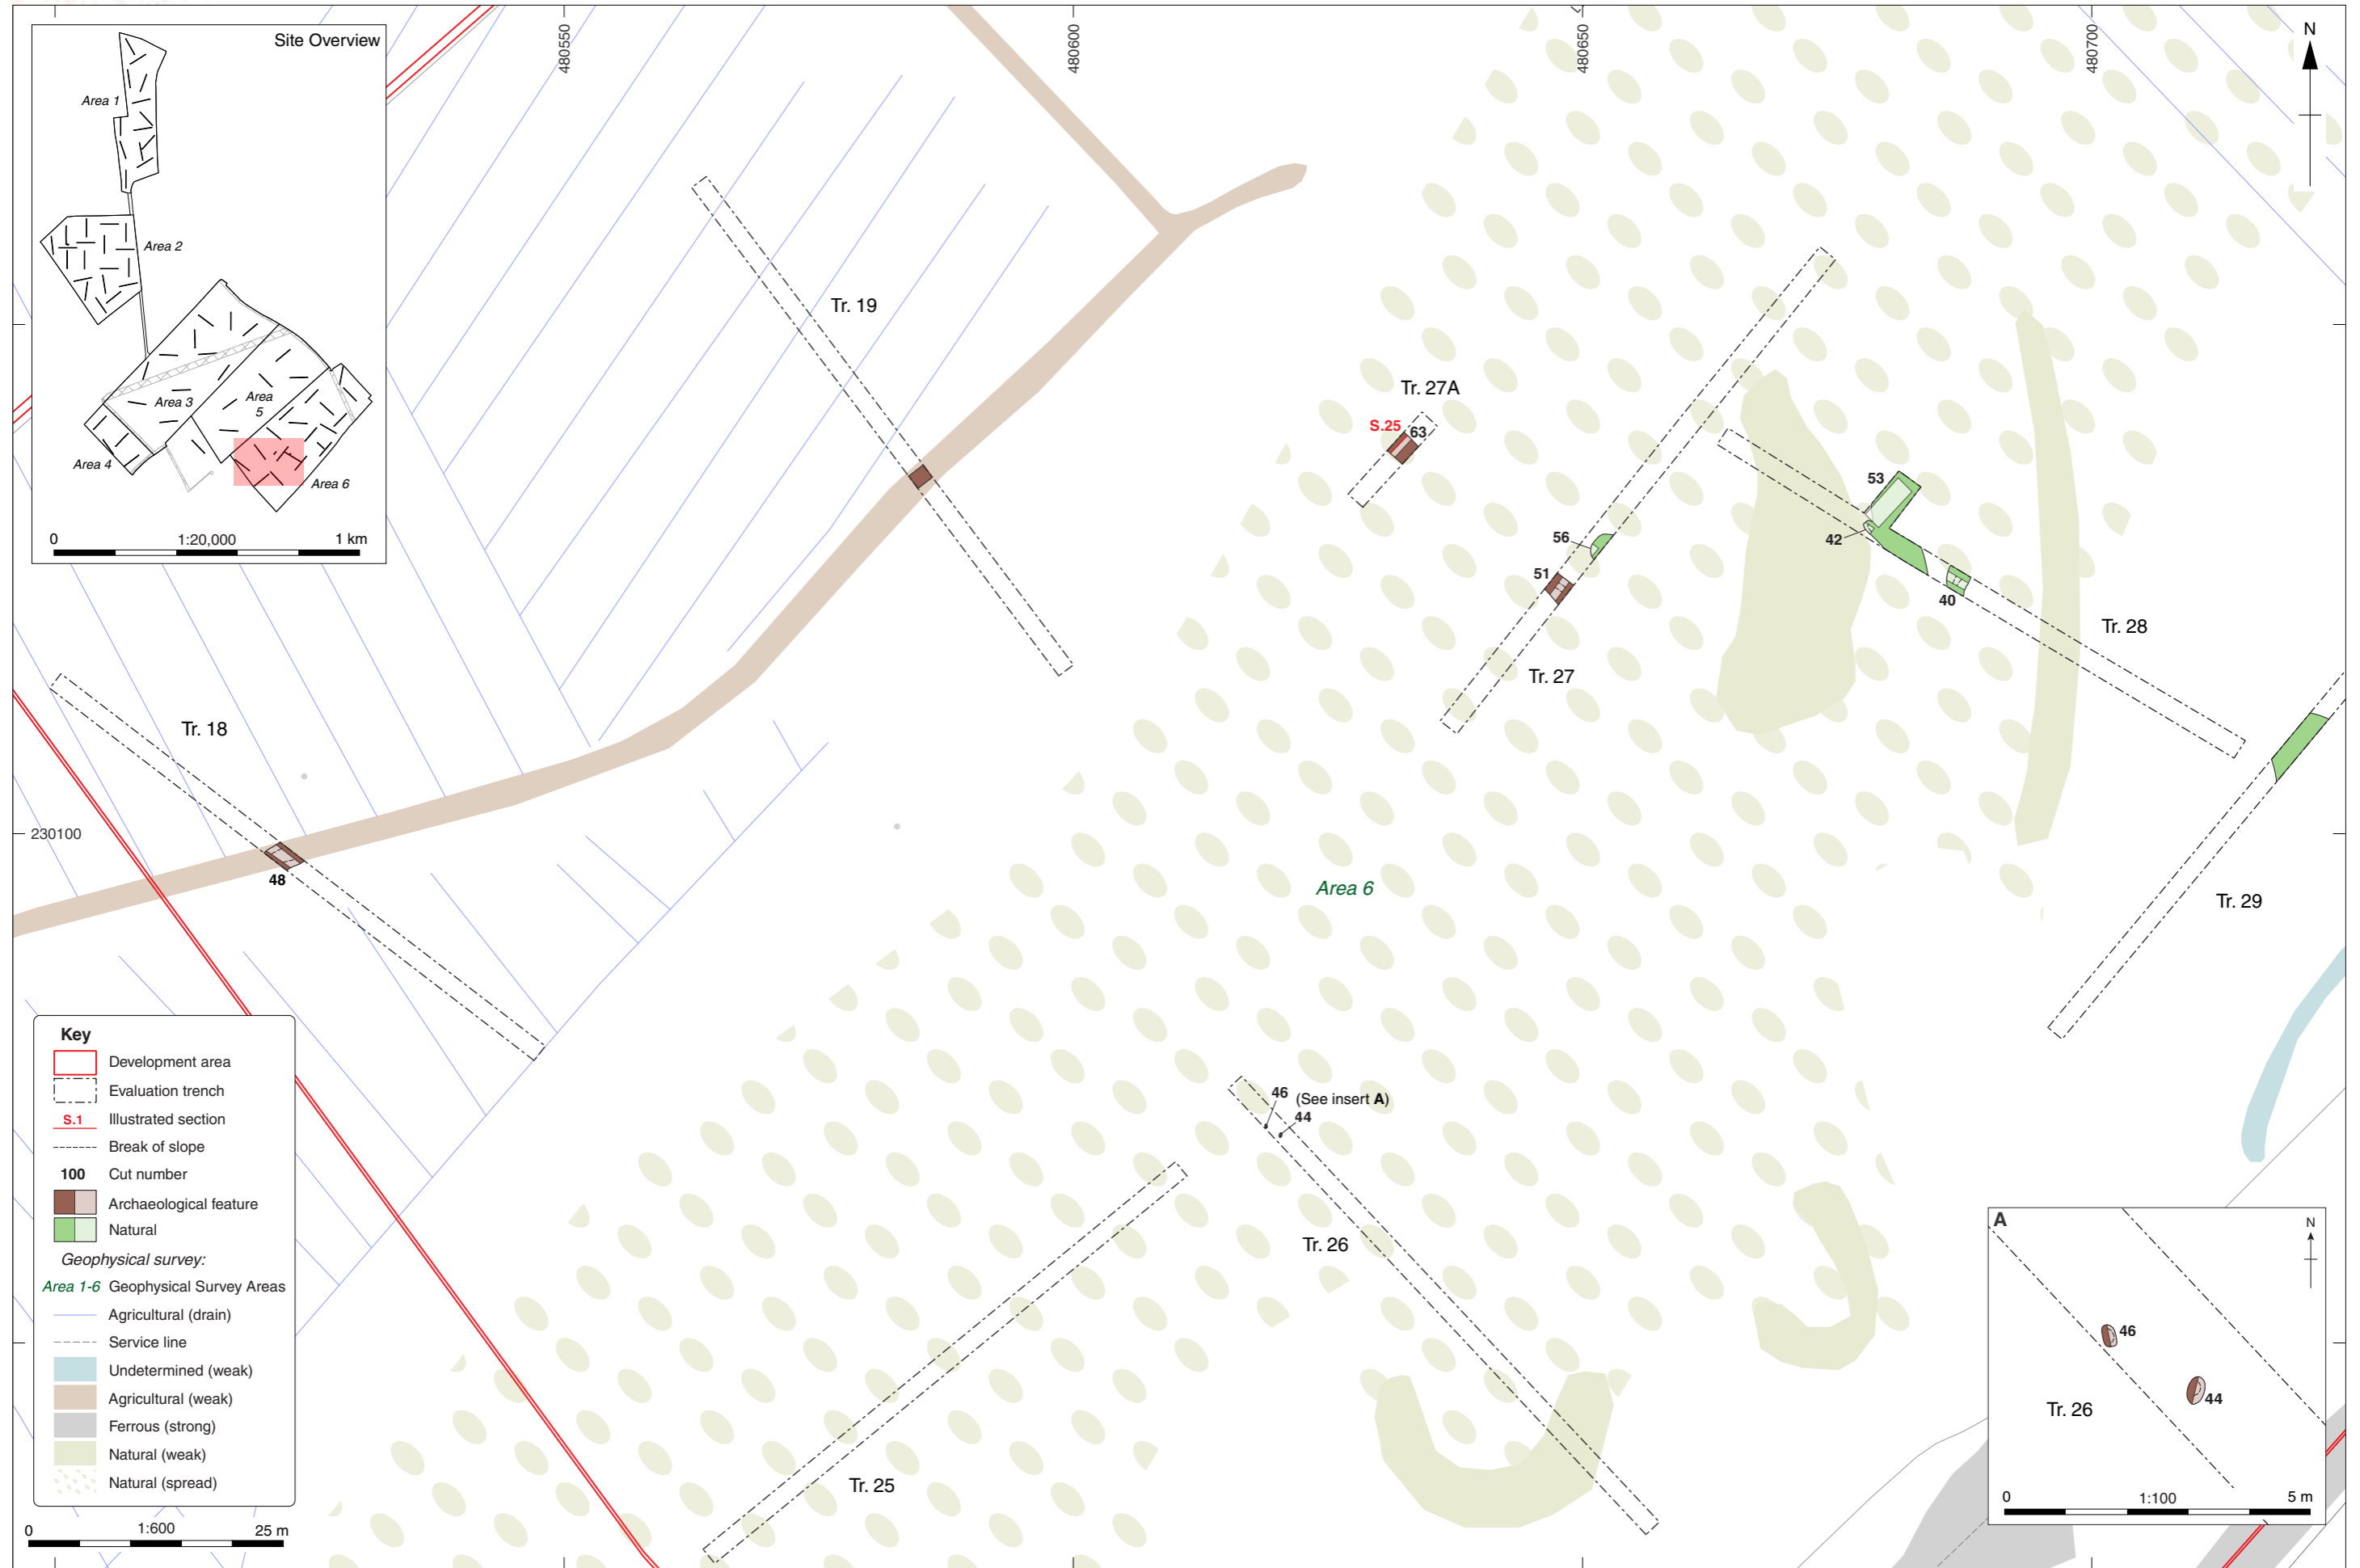 Site Overview
Area 1
Area 2
Area 3
Area
5
Area 4
Area 6
0 1:20,000 1 km
480550
480600
480650
480700
N
Tr. 19
Tr. 27A
S.25
63
53
42
56
51
40
Tr. 28
Tr. 27
Tr. 18
230100
48
Area 6
Tr. 29
46 (See insert A)
44
Tr. 26
Tr. 25
Key
Development area
Evaluation trench
S.1 Illustrated section
Break of slope
100 Cut number
Archaeological feature
Natural
Geophysical survey:
Area 1-6 Geophysical Survey Areas
Agricultural (drain)
Service line
Undetermined (weak)
Agricultural (weak)
Ferrous (strong)
Natural (weak)
Natural (spread)
0 1:600 25 m
A
N
46
44
Tr. 26
0 1:100 5 m